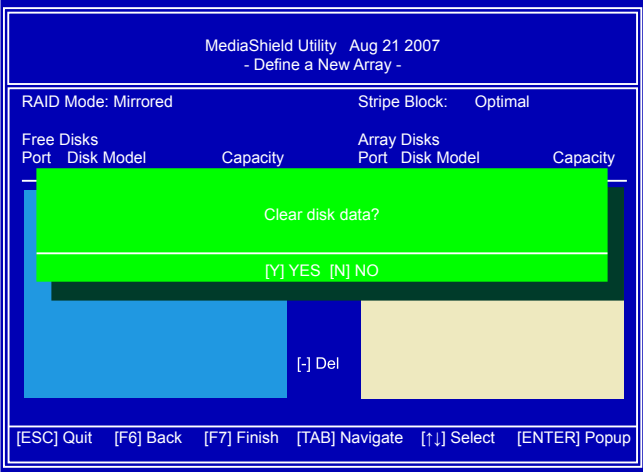 MediaShield Utility Aug 21 2007
- Define a New Array -
RAID Mode: Mirrored Stripe Block: Optimal
Free Disks Array Disks
Port Disk Model Capacity Port Disk Model Capacity
Clear disk data?
[Y] YES [N] NO
[-] Del
[ESC] Quit [F6] Back [F7] Finish [TAB] Navigate [↑↓] Select [ENTER] Popup